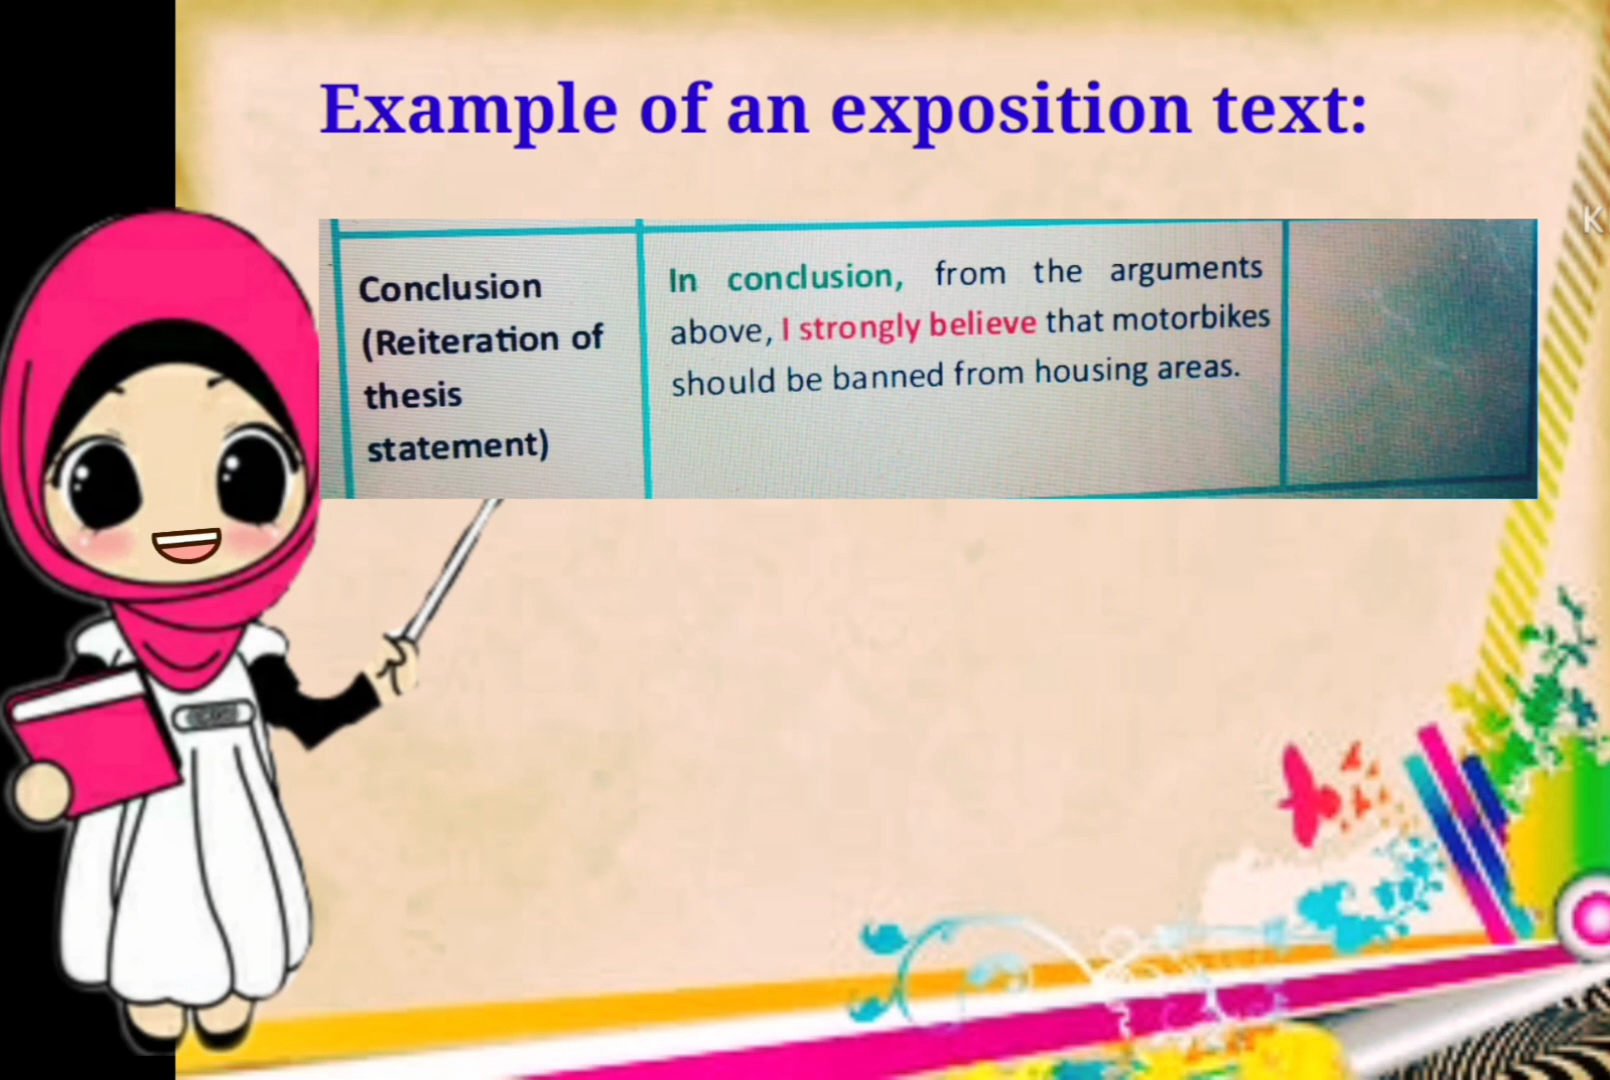 Example of an exposition text:
K
Conclusion
(Reiteration of
thesis
statement)
In conclusion, from the arguments
above, I strongly believe that motorbikes
should be banned from housing areas.